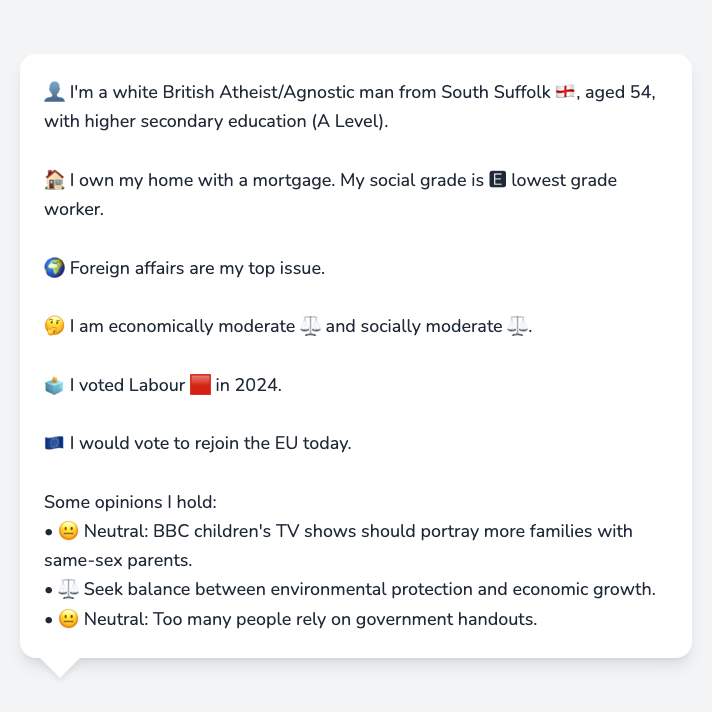 👤 I'm a white British Atheist/Agnostic man from South Suffolk 🏴󠁧󠁢󠁥󠁮󠁧󠁿, aged 54,
with higher secondary education (A Level).
🏠 I own my home with a mortgage. My social grade is 🅴 lowest grade
worker.
🌍 Foreign affairs are my top issue.
🤔 I am economically moderate ⚖️ and socially moderate ⚖️.
🗳️ I voted Labour 🟥 in 2024.
🇪🇺 I would vote to rejoin the EU today.
Some opinions I hold:
• 😐 Neutral: BBC children's TV shows should portray more families with
same-sex parents.
• ⚖️ Seek balance between environmental protection and economic growth.
• 😐 Neutral: Too many people rely on government handouts.